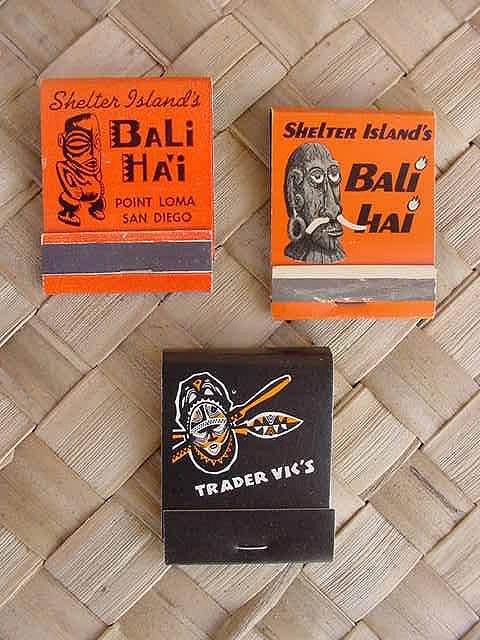 Shelter Island's
BALi
HA'i
POINT LOMA
SAN DIEGO
SHELTER ISLAND'S
BALi
HAi
TRADER VIC'S